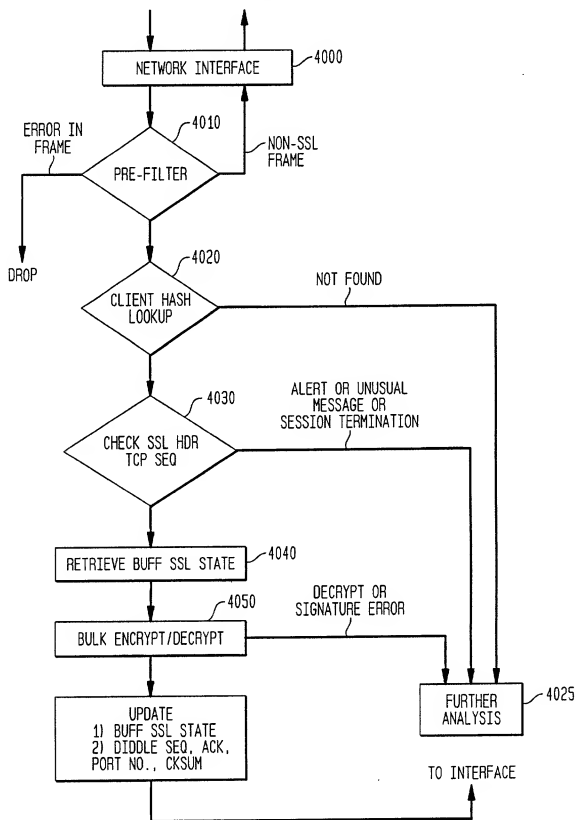 NETWORK INTERFACE
4000
4010
ERROR IN
FRAME
NON-SSL
FRAME
PRE-FILTER
DROP
4020
CLIENT HASH
LOOKUP
NOT FOUND
4030
ALERT OR UNUSUAL
MESSAGE OR
SESSION TERMINATION
CHECK SSL HDR
TCP SEQ
RETRIEVE BUFF SSL STATE
4040
4050
DECRYPT OR
SIGNATURE ERROR
BULK ENCRYPT/DECRYPT
UPDATE
1) BUFF SSL STATE
2) DIDDLE SEQ, ACK,
PORT NO., CKSUM
FURTHER
ANALYSIS
4025
TO INTERFACE